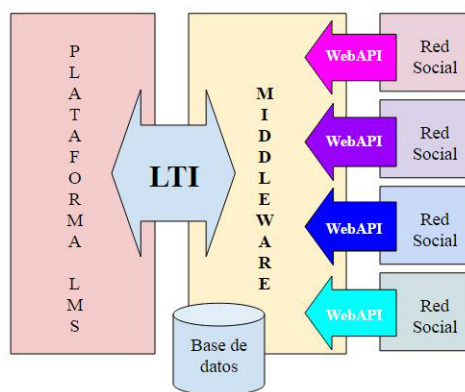 PLATAFORMA LMS
LTI
MIDDLEWARE
Base de
datos
WebAPI
Red
Social
WebAPI
Red
Social
WebAPI
Red
Social
WebAPI
Red
Social